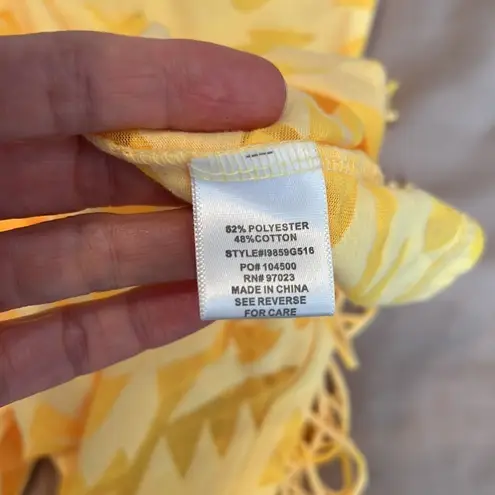 52% POLYESTER
48%COTTON
STYLE#I9859G516
PO# 104500
RN# 97023
MADE IN CHINA
SEE REVERSE
FOR CARE